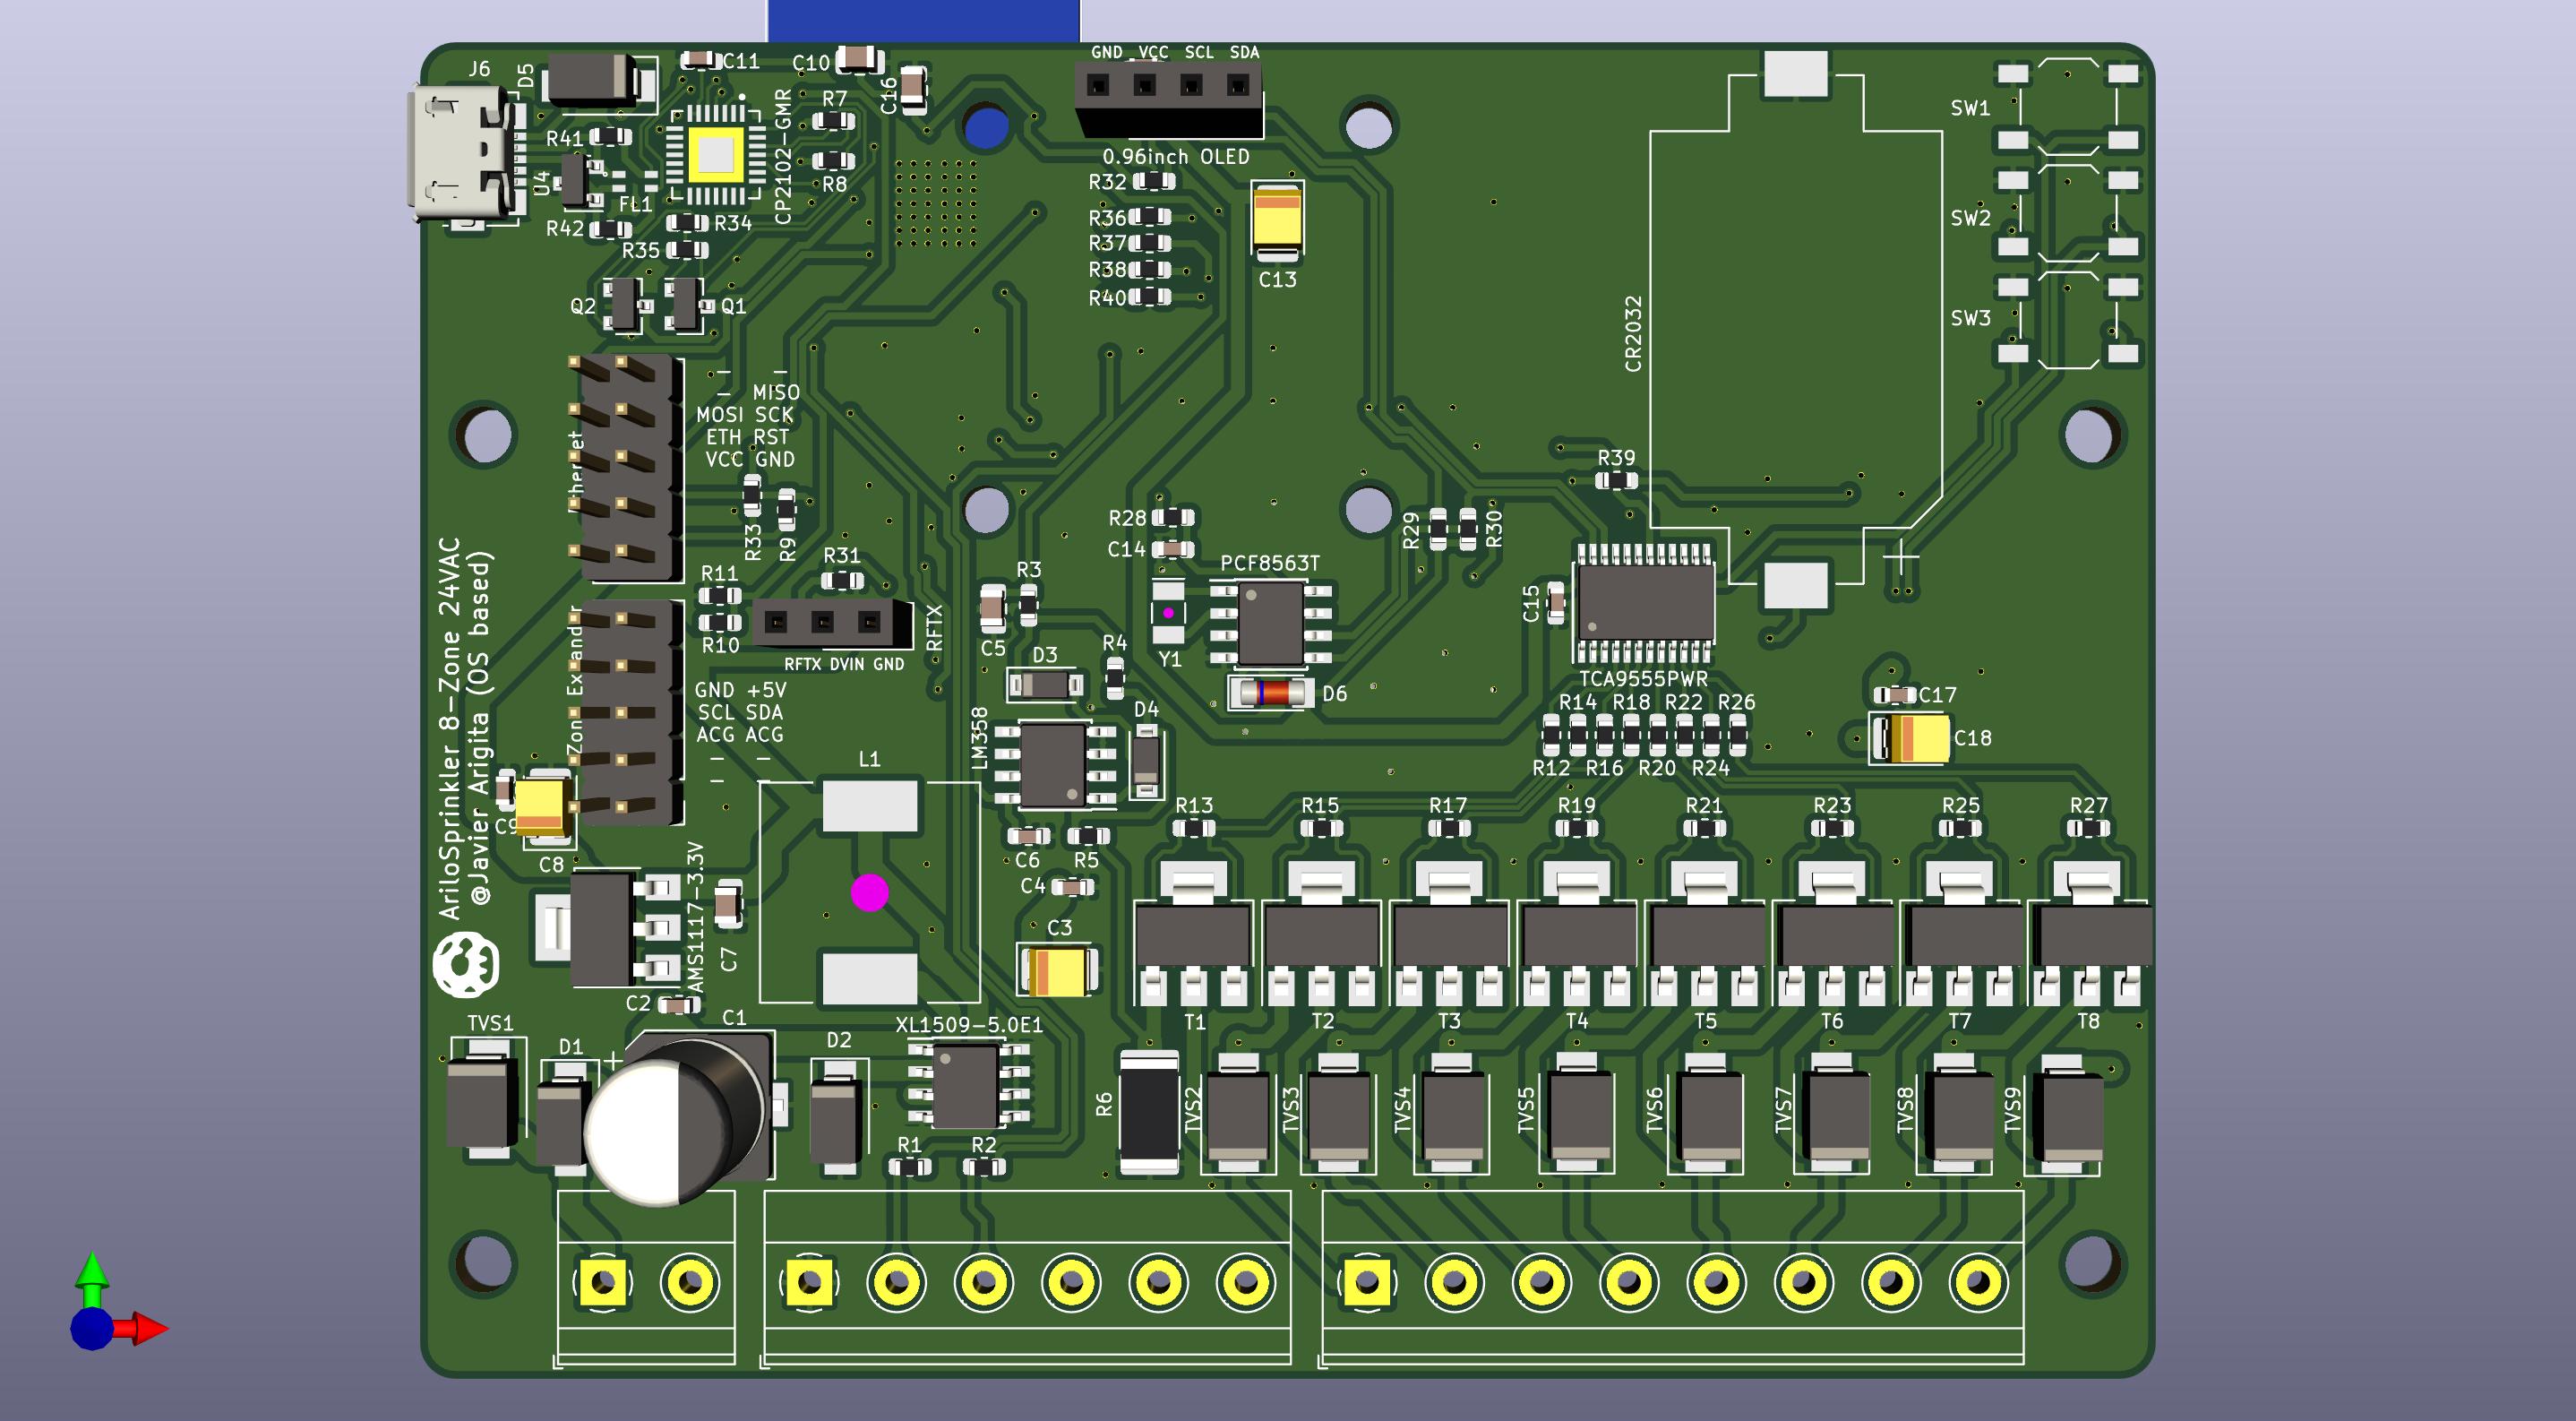 GND VCC SCL SDA
J6
D5
C11
C10
C16
R7
R41
CP2102-GMR
R8
U4
FL1
R42
R34
R35
Q2
Q1
0.96inch OLED
R32
R36
R37
R38
R40
C13
CR2032
SW1
SW2
SW3
— —
— MISO
MOSI SCK
ETH RST
VCC GND
R33
R9
R31
R11
R10
RFTX
RFTX DVIN GND
GND +5V
SCL SDA
ACG ACG
— —
— —
AriloSprinkler 8-Zone 24VAC
@Javier Arigita (OS based)
R28
C14
R29
R30
R39
PCF8563T
Y1
D6
C15
TCA9555PWR
+
C5
R3
D3
R4
D4
LM358
L1
C6
R5
C4
C3
R14 R18 R22 R26
R12 R16 R20 R24
C17
C18
R13 R15 R17 R19 R21 R23 R25 R27
C9
C8
AMS1117-3.3V
C7
C2
C1
TVS1
D1
+
D2
XL1509-5.0E1
R1
R2
T1 T2 T3 T4 T5 T6 T7 T8
R6
TVS2 TVS3 TVS4 TVS5 TVS6 TVS7 TVS8 TVS9